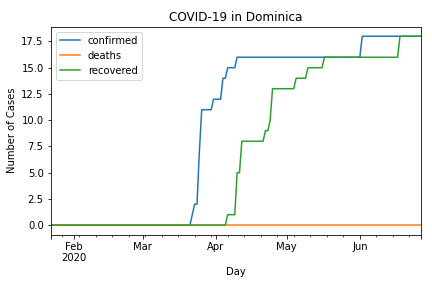 COVID-19 in Dominica
confirmed
deaths
recovered
17.5
15.0
12.5
10.0
7.5
5.0
2.5
0.0
Number of Cases
Feb
2020
Mar
Apr
May
Jun
Day